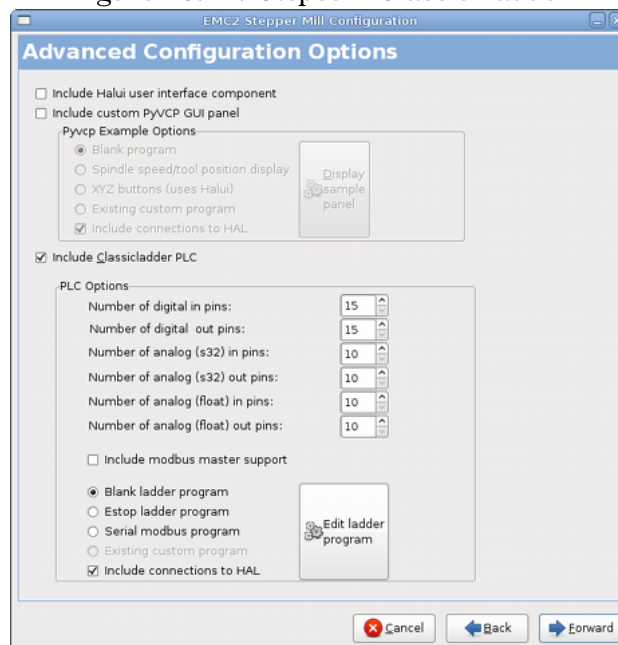 EMC2 Stepper Mill Configuration
Advanced Configuration Options
Include Halui user interface component
Include custom PyVCP GUI panel
Pyvcp Example Options
Blank program
Spindle speed/tool position display
XYZ buttons (uses Halui)
Existing custom program
Include connections to HAL
Display
sample
panel
Include Classicladder PLC
PLC Options
Number of digital in pins: 15
Number of digital out pins: 15
Number of analog (s32) in pins: 10
Number of analog (s32) out pins: 10
Number of analog (float) in pins: 10
Number of analog (float) out pins: 10
Include modbus master support
Blank ladder program
Estop ladder program
Serial modbus program
Existing custom program
Include connections to HAL
Edit ladder
program
Cancel Back Forward